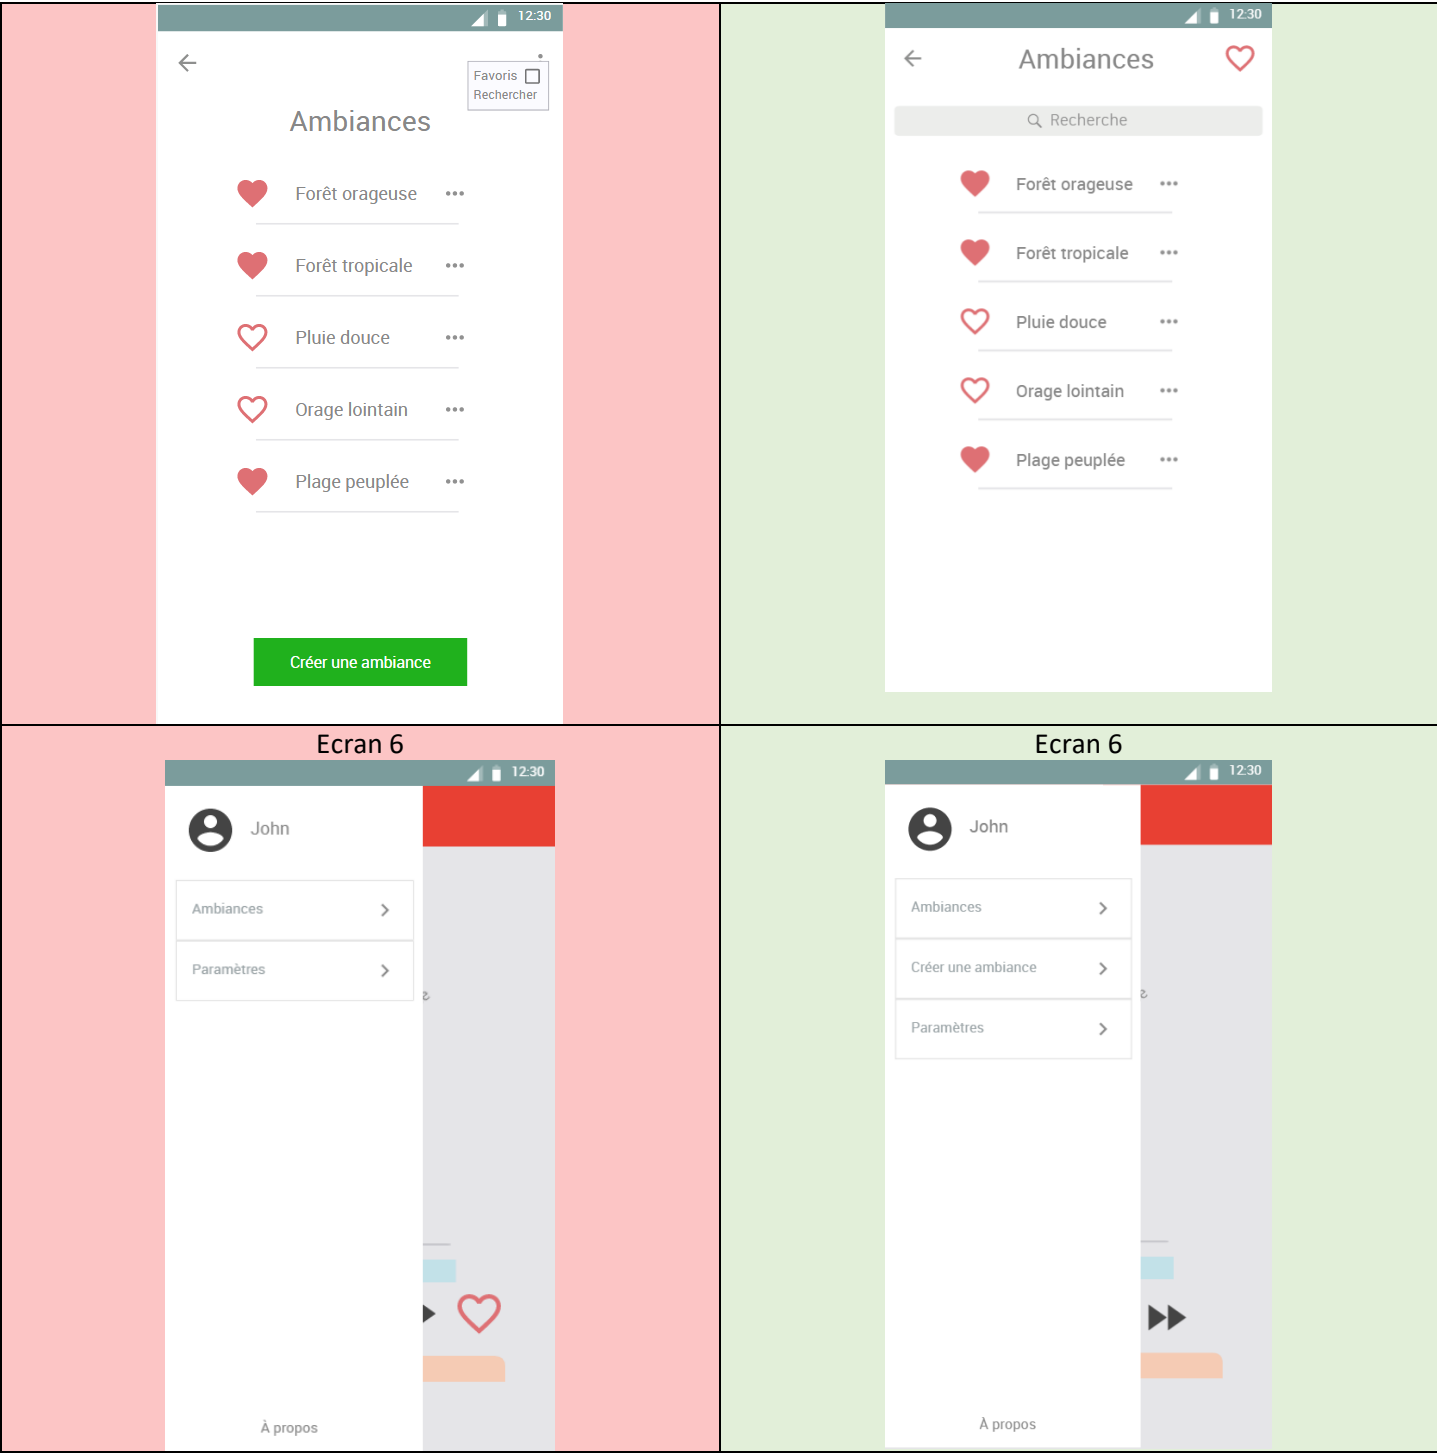 12:30
Favoris
Rechercher
Ambiances
Forêt orageuse
Forêt tropicale
Pluie douce
Orage lointain
Plage peuplée
Créer une ambiance
12:30
Ambiances
Recherche
Forêt orageuse
Forêt tropicale
Pluie douce
Orage lointain
Plage peuplée
Ecran 6
12:30
John
Ambiances
Paramètres
À propos
Ecran 6
12:30
John
Ambiances
Créer une ambiance
Paramètres
À propos